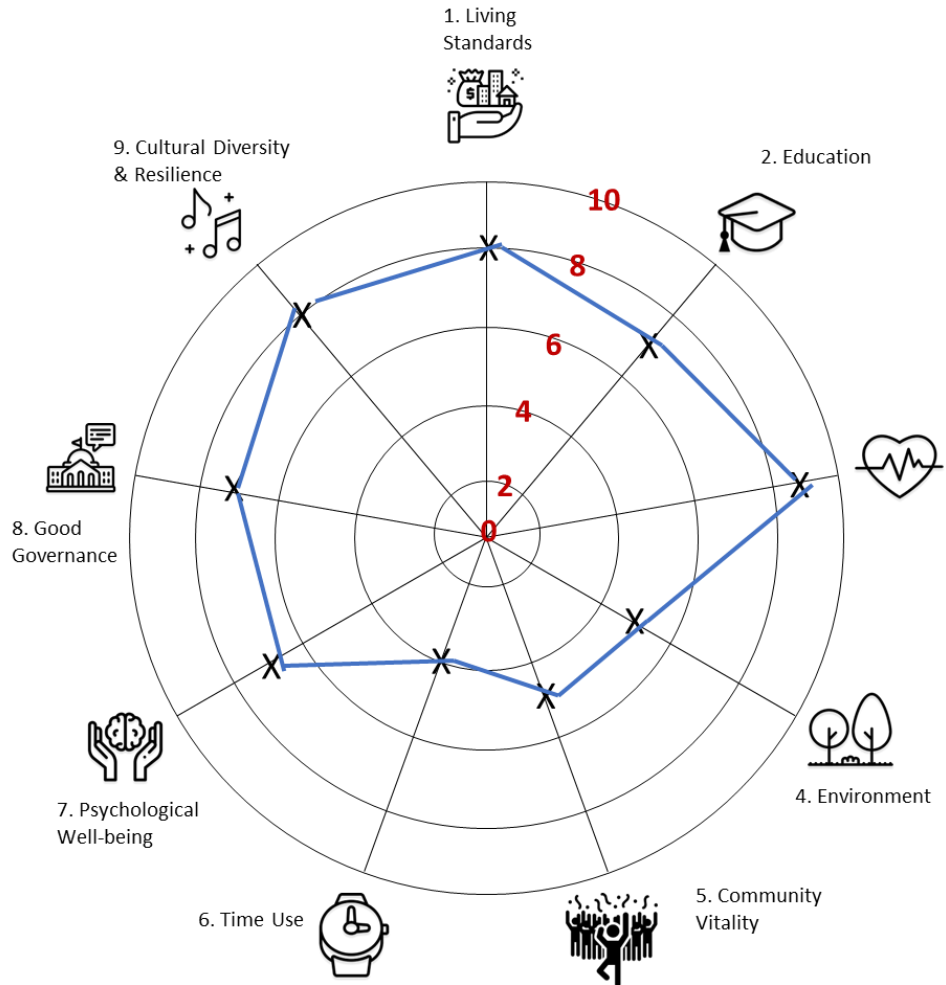 1. Living
Standards
$
9. Cultural Diversity
& Resilience
2. Education
10
8
6
4
2
0
X
X
X
X
X
X
X
X
X
8. Good
Governance
4. Environment
7. Psychological
Well-being
5. Community
Vitality
6. Time Use